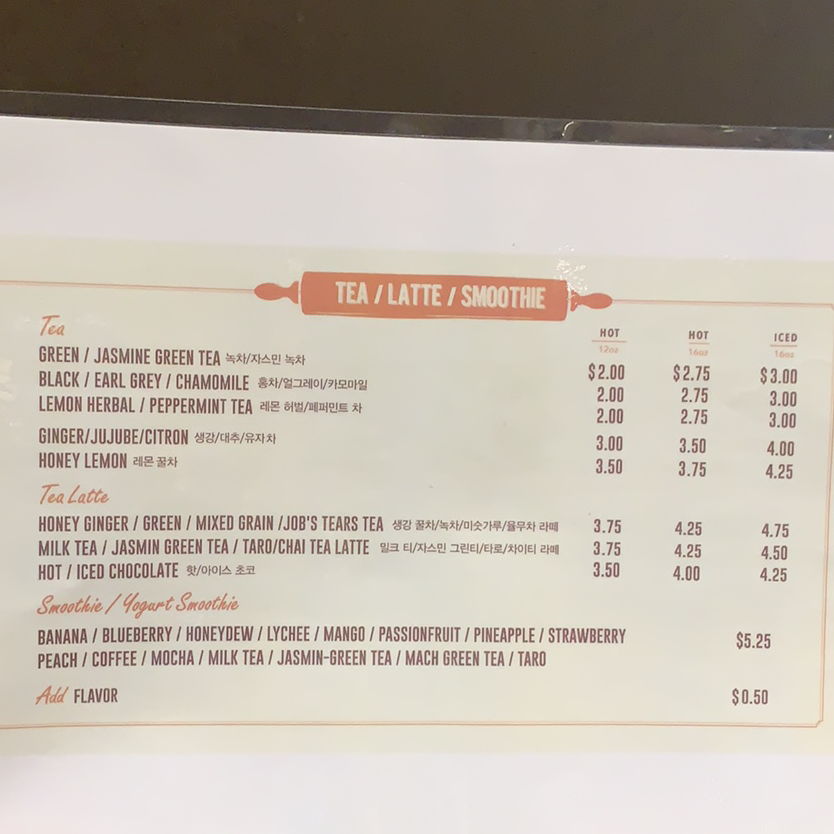 TEA / LATTE / SMOOTHIE
Tea
HOT HOT ICED
12oz 16oz 16oz
GREEN / JASMINE GREEN TEA 녹차/자스민 녹차 $2.00 $2.75 $3.00
BLACK / EARL GREY / CHAMOMILE 홍차/얼그레이/카모마일 2.00 2.75 3.00
LEMON HERBAL / PEPPERMINT TEA 레몬 허벌/페퍼민트 차 2.00 2.75 3.00
GINGER/JUJUBE/CITRON 생강/대추/유자차 3.00 3.50 4.00
HONEY LEMON 레몬 꿀차 3.50 3.75 4.25
Tea Latte
HONEY GINGER / GREEN / MIXED GRAIN /JOB'S TEARS TEA 생강 꿀차/녹차/미숫가루/율무차 라떼 3.75 4.25 4.75
MILK TEA / JASMIN GREEN TEA / TARO/CHAI TEA LATTE 밀크 티/자스민 그린티/타로/차이티 라떼 3.75 4.25 4.50
HOT / ICED CHOCOLATE 핫/아이스 초코 3.50 4.00 4.25
Smoothie / Yogurt Smoothie
BANANA / BLUEBERRY / HONEYDEW / LYCHEE / MANGO / PASSIONFRUIT / PINEAPPLE / STRAWBERRY $5.25
PEACH / COFFEE / MOCHA / MILK TEA / JASMIN-GREEN TEA / MACH GREEN TEA / TARO
Add FLAVOR $0.50